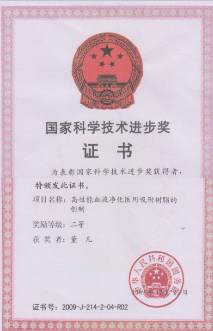 国家科学技术进步奖
证书
为表彰国家科学技术进步奖获得者，
特颁发此证书。
项目名称：高性能血液净化医用吸附树脂的
创制
奖励等级：二等
获奖者：董凡
证书号：2009-J-214-2-04-R02